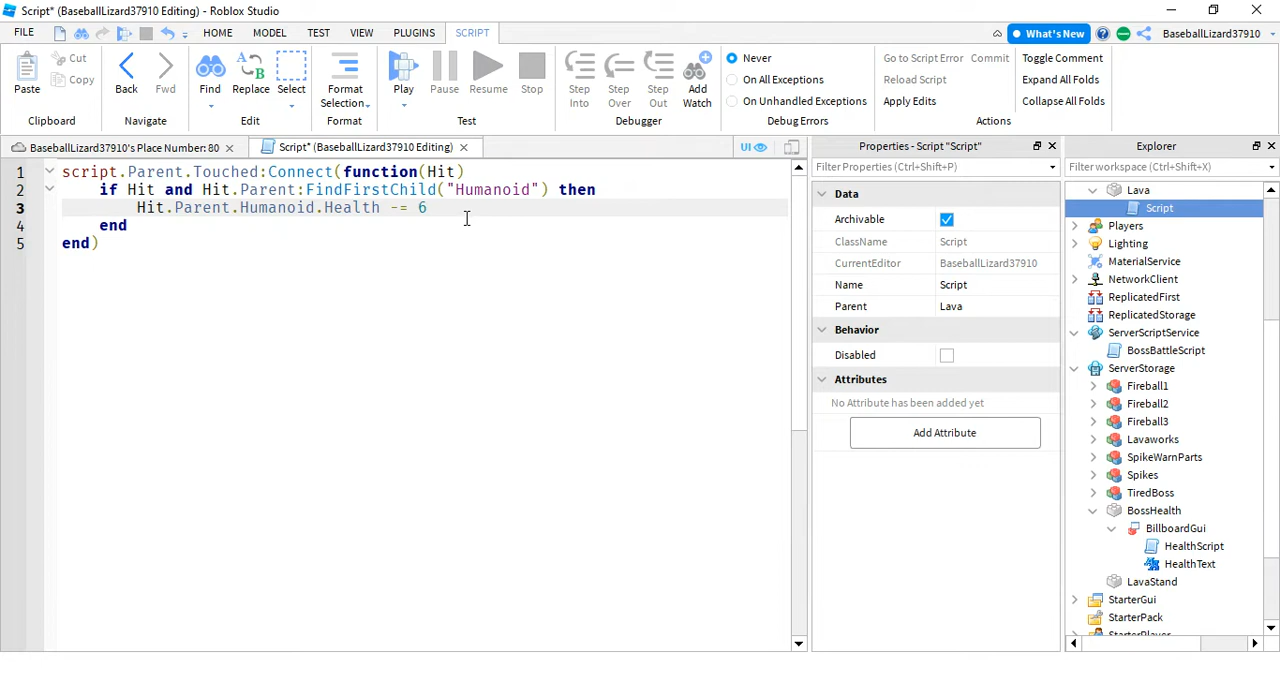 Script* (BaseballLizard37910 Editing) - Roblox Studio
FILE HOME MODEL TEST VIEW PLUGINS SCRIPT What's New BaseballLizard37910
Paste Cut Copy Back Fwd Find Replace Select Format Selection Play Pause Resume Stop Step Into Step Over Step Out Add Watch Never On All Exceptions On Unhandled Exceptions Go to Script Error Commit Reload Script Apply Edits Toggle Comment Expand All Folds Collapse All Folds
Clipboard Navigate Edit Format Test Debugger Debug Errors Actions
BaseballLizard37910's Place Number: 80 Script* (BaseballLizard37910 Editing) UI
1 script.Parent.Touched:Connect(function(Hit)
2 if Hit and Hit.Parent:FindFirstChild("Humanoid") then
3 Hit.Parent.Humanoid.Health -= 6
4 end
5 end)
Properties - Script "Script"
Filter Properties (Ctrl+Shift+P)
Data
Archivable
ClassName Script
CurrentEditor BaseballLizard37910
Name Script
Parent Lava
Behavior
Disabled
Attributes
No Attribute has been added yet
Add Attribute
Explorer
Filter workspace (Ctrl+Shift+X)
Lava
Script
Players
Lighting
MaterialService
NetworkClient
ReplicatedFirst
ReplicatedStorage
ServerScriptService
BossBattleScript
ServerStorage
Fireball1
Fireball2
Fireball3
Lavaworks
SpikeWarnParts
Spikes
TiredBoss
BossHealth
BillboardGui
HealthScript
HealthText
LavaStand
StarterGui
StarterPack
StarterPlayer